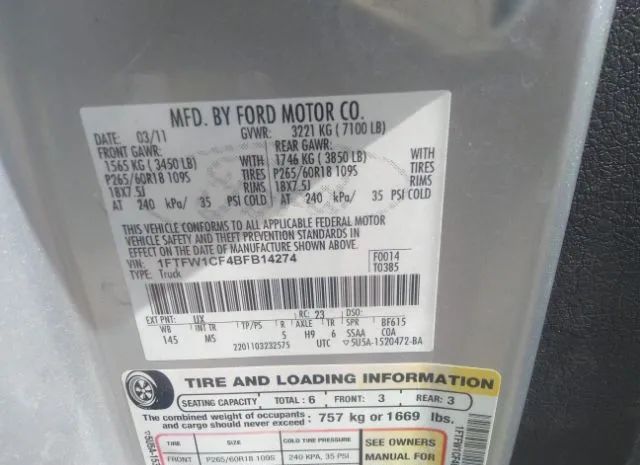 MFD. BY FORD MOTOR CO.
DATE: 03/11 GVWR: 3221 KG ( 7100 LB)
FRONT GAWR: REAR GAWR:
1565 KG ( 3450 LB) WITH 1746 KG ( 3850 LB) WITH
P265/60R18 109S TIRES P265/60R18 109S TIRES
18X7.5J RIMS 18X7.5J RIMS
AT 240 kPa/ 35 PSI COLD AT 240 kPa/ 35 PSI COLD
THIS VEHICLE CONFORMS TO ALL APPLICABLE FEDERAL MOTOR
VEHICLE SAFETY AND THEFT PREVENTION STANDARDS IN
EFFECT ON THE DATE OF MANUFACTURE SHOWN ABOVE.
VIN: 1FTFW1CF4BFB14274 F0014
TYPE: Truck T0385
EXT PNT: UX RC: 23 DSO:
WB INT TR TP/PS R AXLE TR SPR BF615
145 MS 5 H9 6 SSAA COA
2201103232575 UTC ▽5U5A-1520472-BA
TIRE AND LOADING INFORMATION
SEATING CAPACITY TOTAL : 6 FRONT: 3 REAR: 3
The combined weight of occupants and cargo should never exceed : 757 kg or 1669 lbs.
TIRE SIZE COLD TIRE PRESSURE SEE OWNERS
FRONT P265/60R18 109S 240 KPA, 35 PSI MANUAL FOR